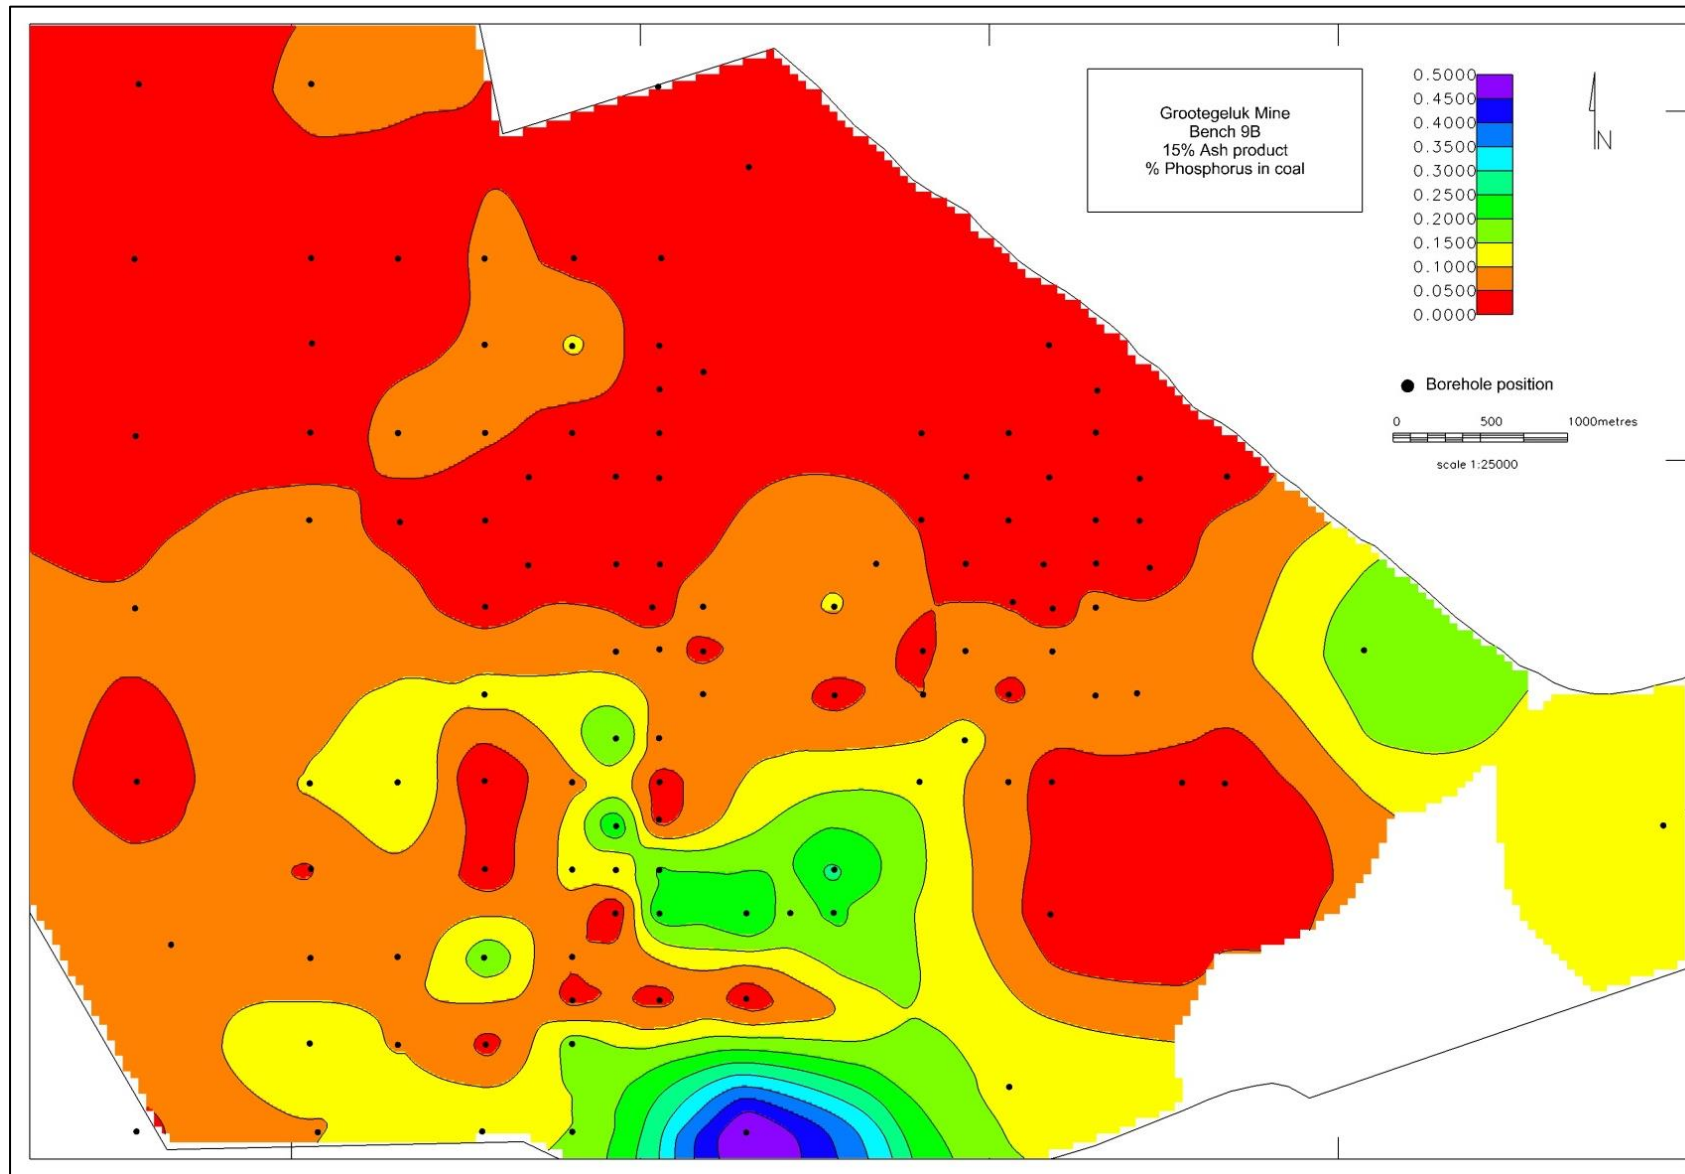 Grootegeluk Mine
Bench 9B
15% Ash product
% Phosphorus in coal
0.5000
0.4500
0.4000
0.3500
0.3000
0.2500
0.2000
0.1500
0.1000
0.0500
0.0000
N
Borehole position
0 500 1000metres
scale 1:25000